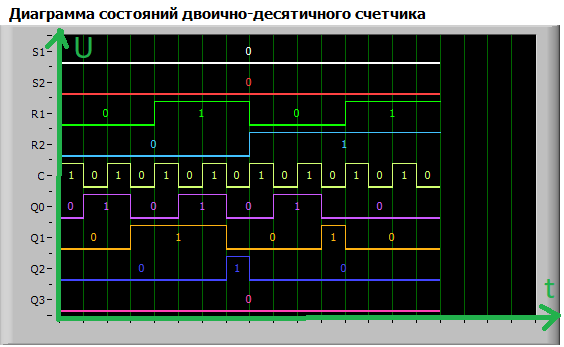 Диаграмма состояний двоично-десятичного счетчика
U
S1 0
S2 0
R1 0 1 0 1
R2 0 1
C 1 0 1 0 1 0 1 0 1 0 1 0 1 0 1 0
Q0 0 1 0 1 0 1 0
Q1 0 1 0 1 0
Q2 0 1 0
Q3 0
t